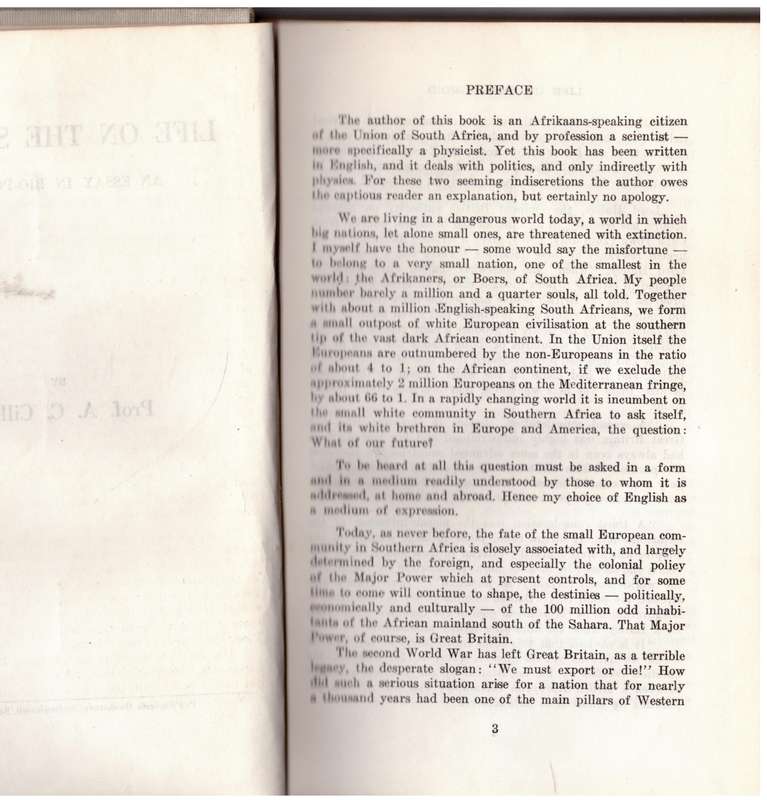 PREFACE
The author of this book is an Afrikaans-speaking citizen
of the Union of South Africa, and by profession a scientist —
more specifically a physicist. Yet this book has been written
in English, and it deals with politics, and only indirectly with
physics. For these two seeming indiscretions the author owes
the captious reader an explanation, but certainly no apology.
We are living in a dangerous world today, a world in which
big nations, let alone small ones, are threatened with extinction.
I myself have the honour — some would say the misfortune —
to belong to a very small nation, one of the smallest in the
world: the Afrikaners, or Boers, of South Africa. My people
number barely a million and a quarter souls, all told. Together
with about a million English-speaking South Africans, we form
a small outpost of white European civilisation at the southern
tip of the vast dark African continent. In the Union itself the
Europeans are outnumbered by the non-Europeans in the ratio
of about 4 to 1; on the African continent, if we exclude the
approximately 2 million Europeans on the Mediterranean fringe,
by about 66 to 1. In a rapidly changing world it is incumbent on
the small white community in Southern Africa to ask itself,
and its white brethren in Europe and America, the question:
What of our future?
To be heard at all this question must be asked in a form
and in a medium readily understood by those to whom it is
addressed, at home and abroad. Hence my choice of English as
a medium of expression.
Today, as never before, the fate of the small European com-
munity in Southern Africa is closely associated with, and largely
determined by the foreign, and especially the colonial policy
of the Major Power which at present controls, and for some
time to come will continue to shape, the destinies — politically,
economically and culturally — of the 100 million odd inhabi-
tants of the African mainland south of the Sahara. That Major
Power, of course, is Great Britain.
The second World War has left Great Britain, as a terrible
legacy, the desperate slogan: "We must export or die!" How
did such a serious situation arise for a nation that for nearly
a thousand years had been one of the main pillars of Western
3